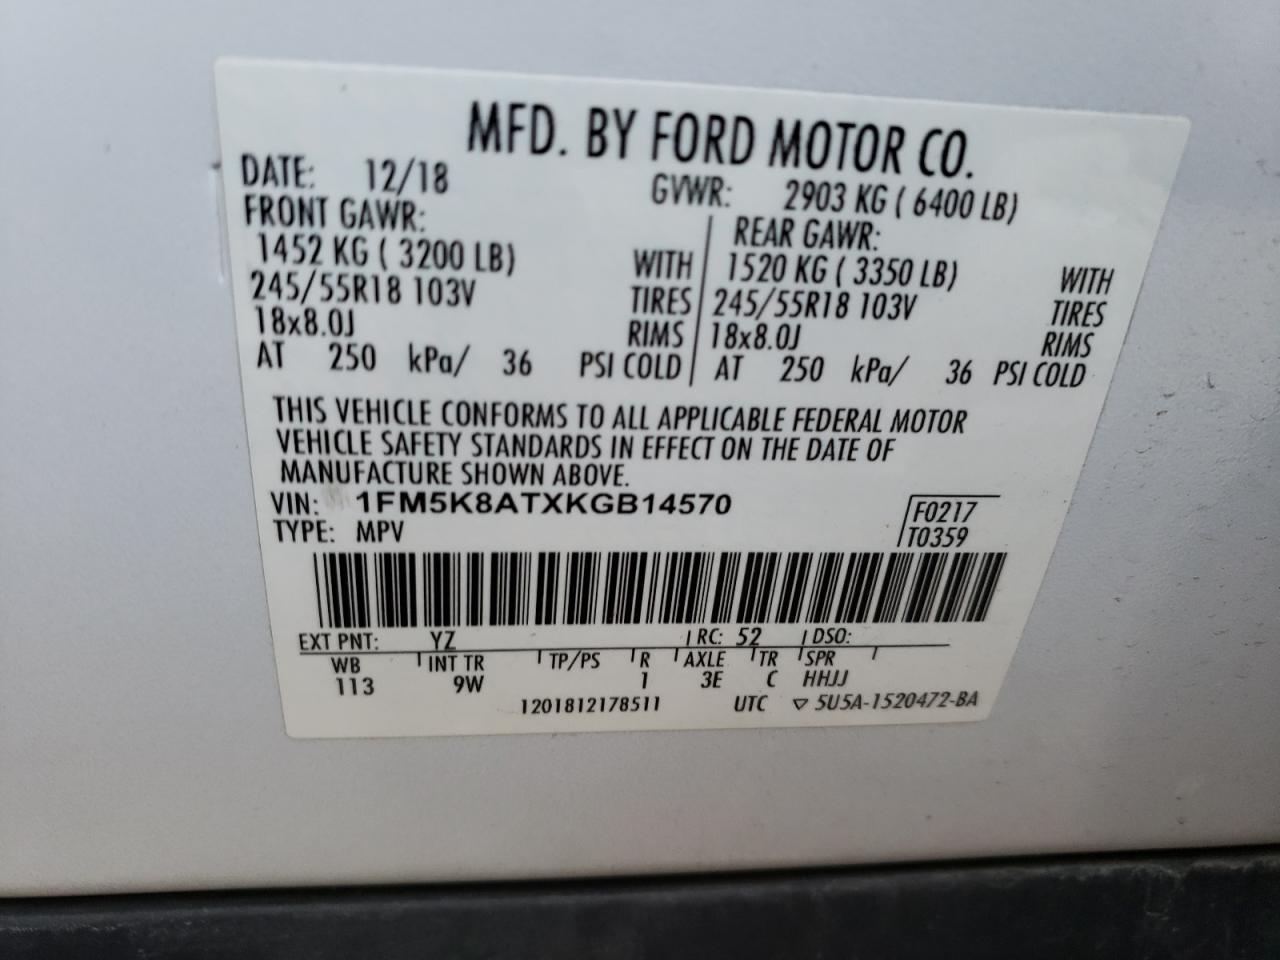 MFD. BY FORD MOTOR CO.
DATE: 12/18 GVWR: 2903 KG ( 6400 LB)
FRONT GAWR: REAR GAWR:
1452 KG ( 3200 LB) WITH 1520 KG ( 3350 LB) WITH
245/55R18 103V TIRES 245/55R18 103V TIRES
18x8.0J RIMS 18x8.0J RIMS
AT 250 kPa/ 36 PSI COLD AT 250 kPa/ 36 PSI COLD
THIS VEHICLE CONFORMS TO ALL APPLICABLE FEDERAL MOTOR
VEHICLE SAFETY STANDARDS IN EFFECT ON THE DATE OF
MANUFACTURE SHOWN ABOVE.
VIN: 1FM5K8ATXKGB14570 F0217
TYPE: MPV T0359
EXT PNT: YZ RC: 52 DSO:
WB INT TR TP/PS R AXLE TR SPR
113 9W 1 3E C HHJJ
1201812178511 UTC ▽ 5U5A-1520472-BA